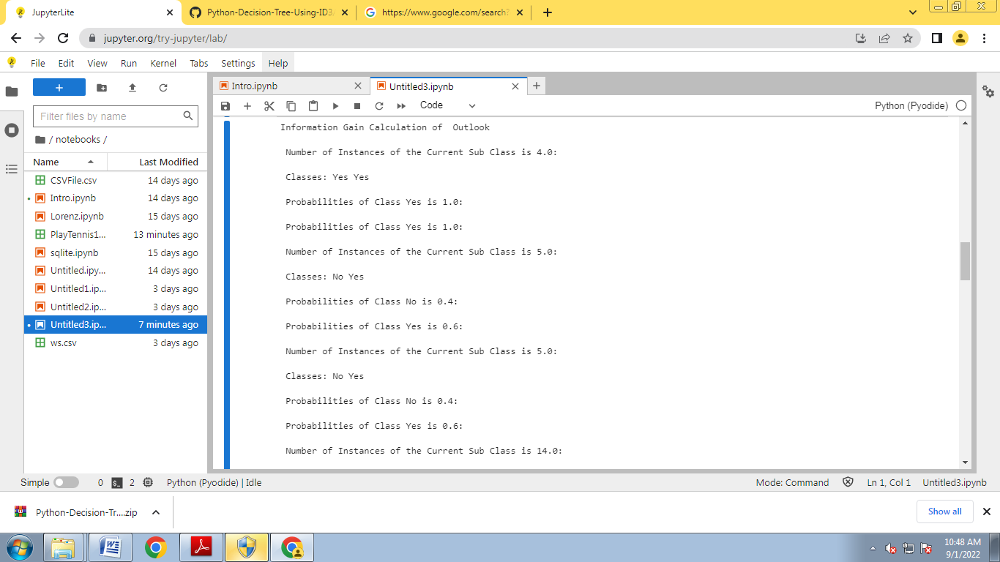 JupyterLite
Python-Decision-Tree-Using-ID3
https://www.google.com/search?
jupyter.org/try-jupyter/lab/
File Edit View Run Kernel Tabs Settings Help
+
Filter files by name
/ notebooks /
Name Last Modified
CSVFile.csv 14 days ago
Intro.ipynb 14 days ago
Lorenz.ipynb 15 days ago
PlayTennis1... 13 minutes ago
sqlite.ipynb 15 days ago
Untitled.ipy... 14 days ago
Untitled1.ip... 3 days ago
Untitled2.ip... 3 days ago
Untitled3.ip... 7 minutes ago
ws.csv 3 days ago
Intro.ipynb
Untitled3.ipynb
Code
Python (Pyodide)
Information Gain Calculation of  Outlook
Number of Instances of the Current Sub Class is 4.0:
Classes: Yes Yes
Probabilities of Class Yes is 1.0:
Probabilities of Class Yes is 1.0:
Number of Instances of the Current Sub Class is 5.0:
Classes: No Yes
Probabilities of Class No is 0.4:
Probabilities of Class Yes is 0.6:
Number of Instances of the Current Sub Class is 5.0:
Classes: No Yes
Probabilities of Class No is 0.4:
Probabilities of Class Yes is 0.6:
Number of Instances of the Current Sub Class is 14.0:
Simple 0 $_ 2 Python (Pyodide) | Idle
Mode: Command Ln 1, Col 1 Untitled3.ipynb
Python-Decision-Tr....zip
Show all
10:48 AM
9/1/2022